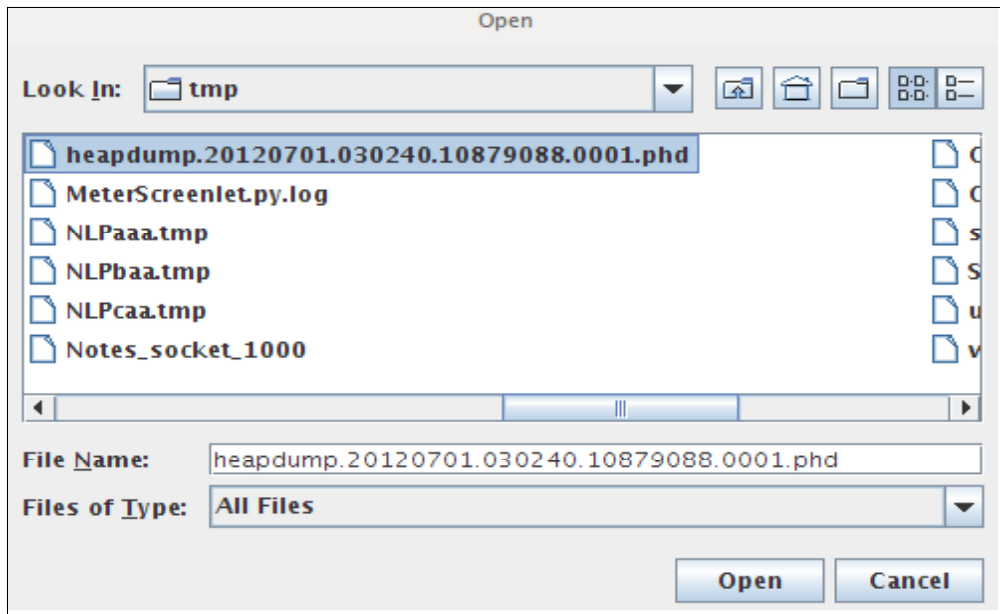 Open
Look In: tmp
heapdump.20120701.030240.10879088.0001.phd
MeterScreenlet.py.log
NLPaaa.tmp
NLPbaa.tmp
NLPcaa.tmp
Notes_socket_1000
File Name: heapdump.20120701.030240.10879088.0001.phd
Files of Type: All Files
Open Cancel